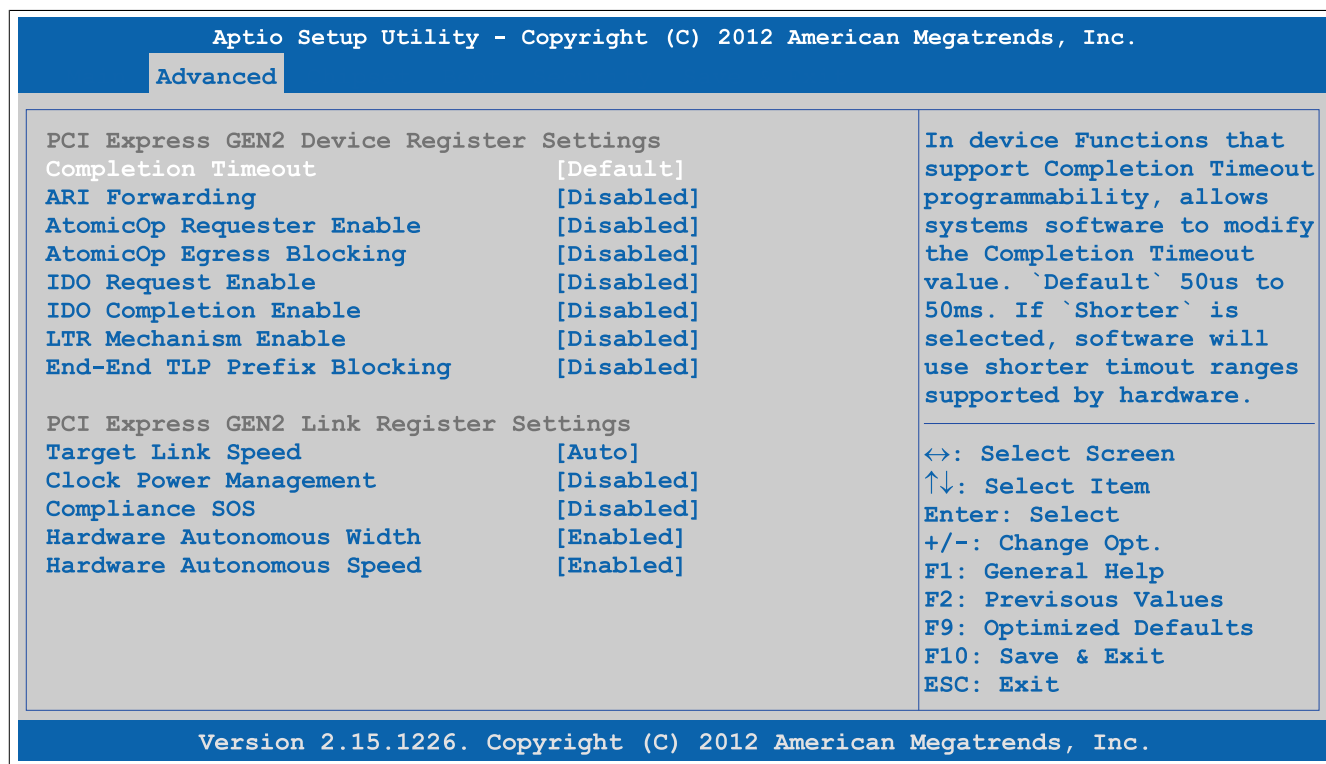 Aptio Setup Utility - Copyright (C) 2012 American Megatrends, Inc.
Advanced
PCI Express GEN2 Device Register Settings
Completion Timeout [Default]
ARI Forwarding [Disabled]
AtomicOp Requester Enable [Disabled]
AtomicOp Egress Blocking [Disabled]
IDO Request Enable [Disabled]
IDO Completion Enable [Disabled]
LTR Mechanism Enable [Disabled]
End-End TLP Prefix Blocking [Disabled]
PCI Express GEN2 Link Register Settings
Target Link Speed [Auto]
Clock Power Management [Disabled]
Compliance SOS [Disabled]
Hardware Autonomous Width [Enabled]
Hardware Autonomous Speed [Enabled]
In device Functions that
support Completion Timeout
programmability, allows
systems software to modify
the Completion Timeout
value. `Default` 50us to
50ms. If `Shorter` is
selected, software will
use shorter timout ranges
supported by hardware.
↔: Select Screen
↑↓: Select Item
Enter: Select
+/-: Change Opt.
F1: General Help
F2: Previsous Values
F9: Optimized Defaults
F10: Save & Exit
ESC: Exit
Version 2.15.1226. Copyright (C) 2012 American Megatrends, Inc.